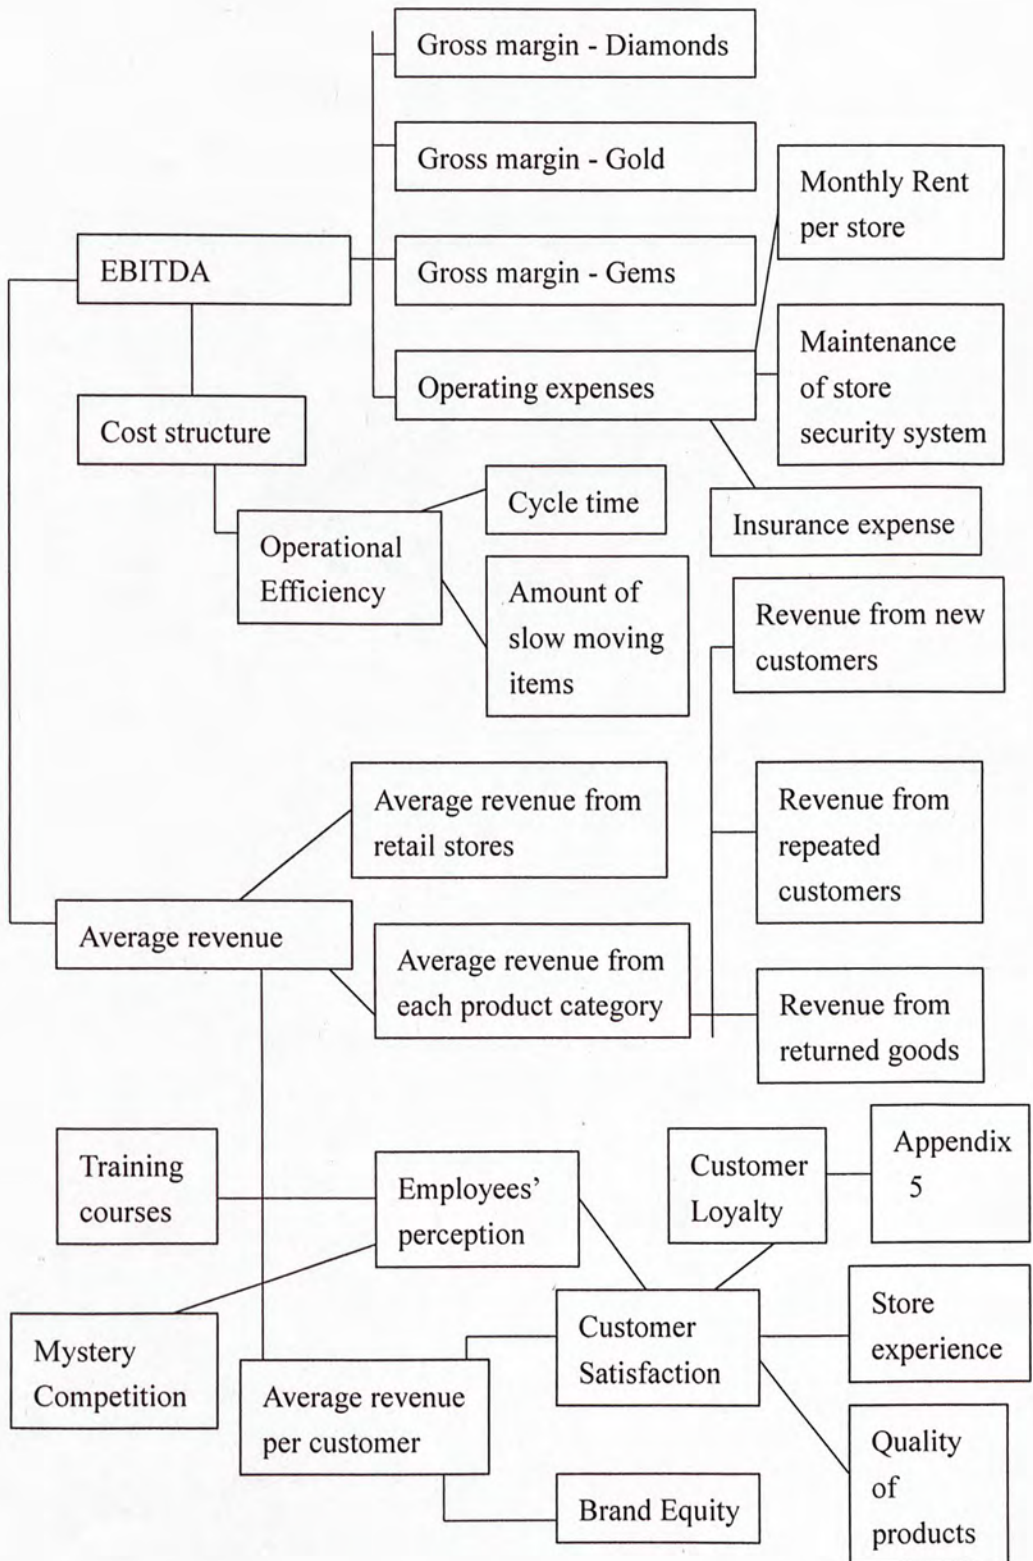 Gross margin - Diamonds
Gross margin - Gold
Monthly Rent
per store
EBITDA
Gross margin - Gems
Operating expenses
Maintenance
of store
security system
Cost structure
Cycle time
Insurance expense
Operational
Efficiency
Amount of
slow moving
items
Revenue from new
customers
Average revenue from
retail stores
Revenue from
repeated
customers
Average revenue
Average revenue from
each product category
Revenue from
returned goods
Training
courses
Employees’
perception
Customer
Loyalty
Appendix
5
Mystery
Competition
Average revenue
per customer
Customer
Satisfaction
Store
experience
Brand Equity
Quality
of
products